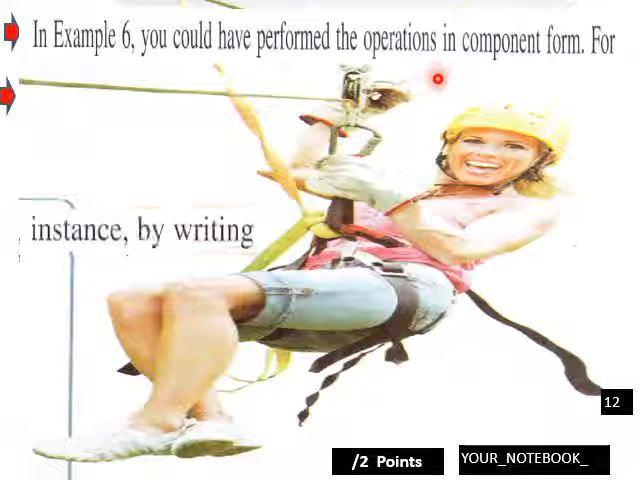 In Example 6, you could have performed the operations in component form. For
instance, by writing
12
/2 Points
YOUR_NOTEBOOK_